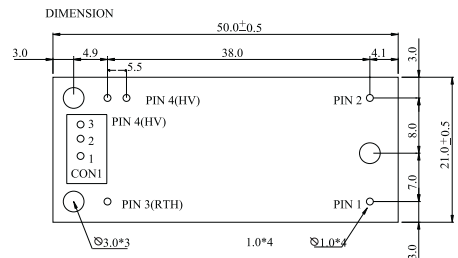 DIMENSION
50.0±0.5
3.0
4.9
38.0
4.1
3.0
5.5
PIN 4(HV)
PIN 2
PIN 4(HV)
3
2
1
CON1
8.0
21.0±0.5
7.0
PIN 3(RTH)
PIN 1
Ø3.0*3
1.0*4
Ø1.0*4
3.0